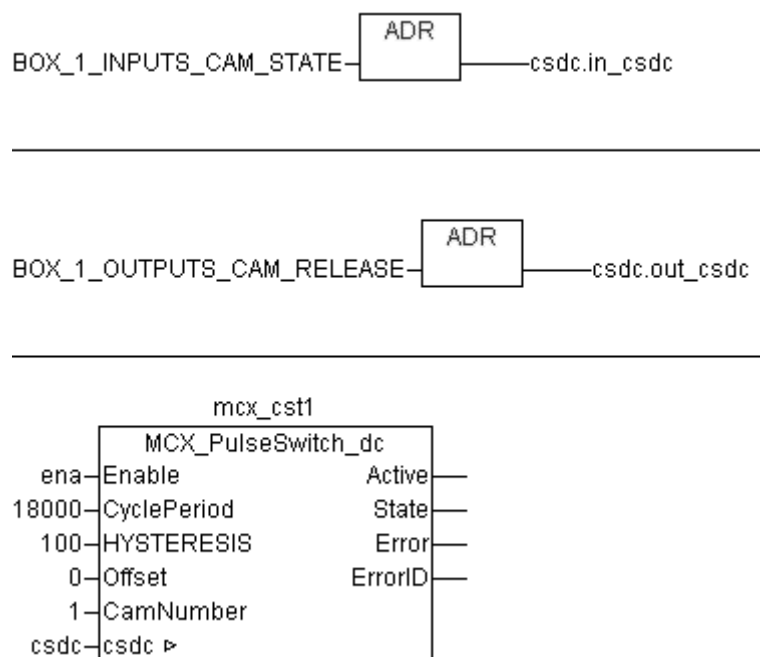 ADR
BOX_1_INPUTS_CAM_STATE csdc.in_csdc
ADR
BOX_1_OUTPUTS_CAM_RELEASE csdc.out_csdc
mcx_cst1
MCX_PulseSwitch_dc
ena Enable Active
18000 CyclePeriod State
100 HYSTERESIS Error
0 Offset ErrorID
1 CamNumber
csdc csdc ▹